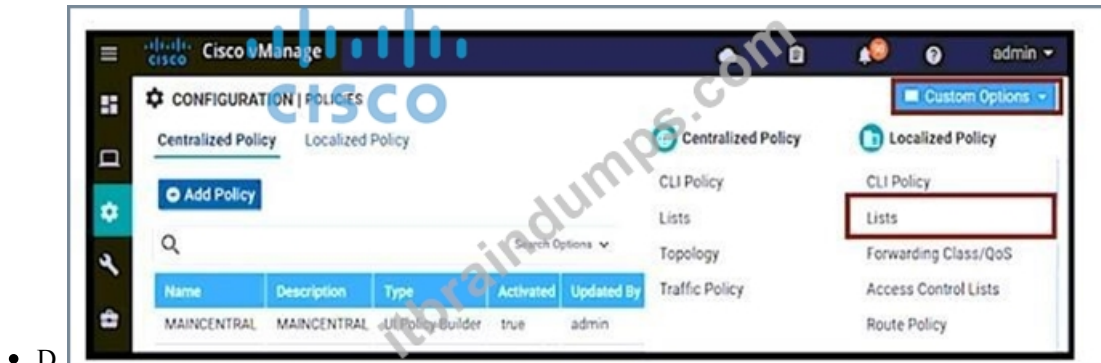 cisco Cisco vManage admin
CISCO
CONFIGURATION | POLICIES Custom Options
Centralized Policy Localized Policy
Centralized Policy Localized Policy
Add Policy
CLI Policy CLI Policy
Lists Lists
Search Options
Topology Forwarding Class/QoS
Name Description Type Activated Updated By
Traffic Policy Access Control Lists
MAINCENTRAL MAINCENTRAL UI Policy Builder true admin
Route Policy
itbraindumps.com
D